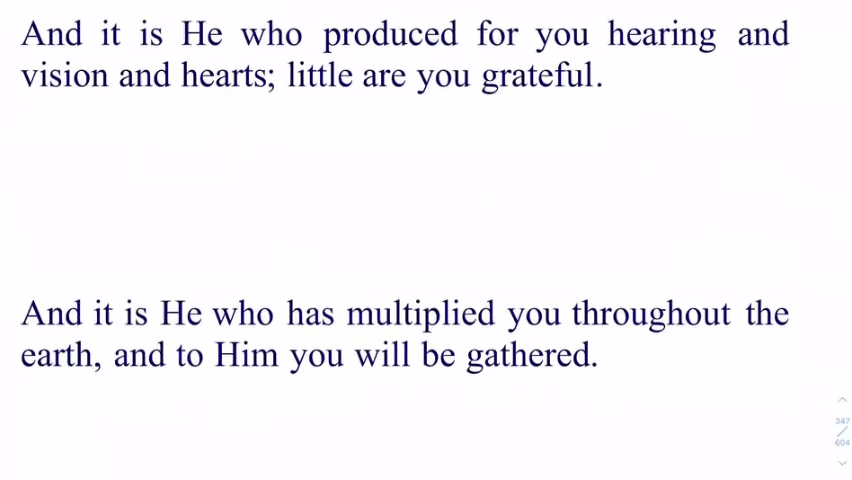 And it is He who produced for you hearing and
vision and hearts; little are you grateful.
And it is He who has multiplied you throughout the
earth, and to Him you will be gathered.
347
604